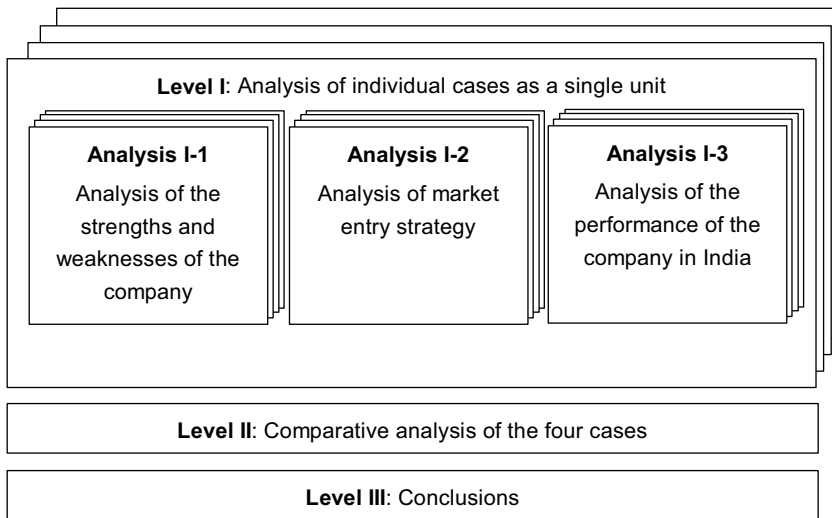 Level I: Analysis of individual cases as a single unit
Analysis I-1
Analysis of the
strengths and
weaknesses of the
company
Analysis I-2
Analysis of market
entry strategy
Analysis I-3
Analysis of the
performance of the
company in India
Level II: Comparative analysis of the four cases
Level III: Conclusions